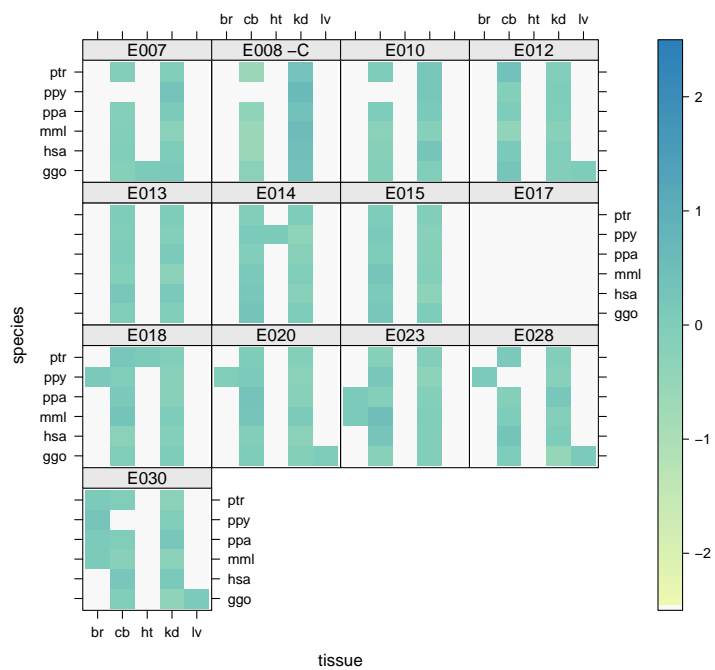 br cb ht kd lv br cb ht kd lv
E007 E008 −C E010 E012
ptr
ppy
ppa
mml
hsa
ggo
E013 E014 E015 E017
ptr
ppy
ppa
mml
hsa
ggo
E018 E020 E023 E028
ptr
ppy
ppa
mml
hsa
ggo
E030
ptr
ppy
ppa
mml
hsa
ggo
br cb ht kd lv
tissue
species
2
1
0
−1
−2